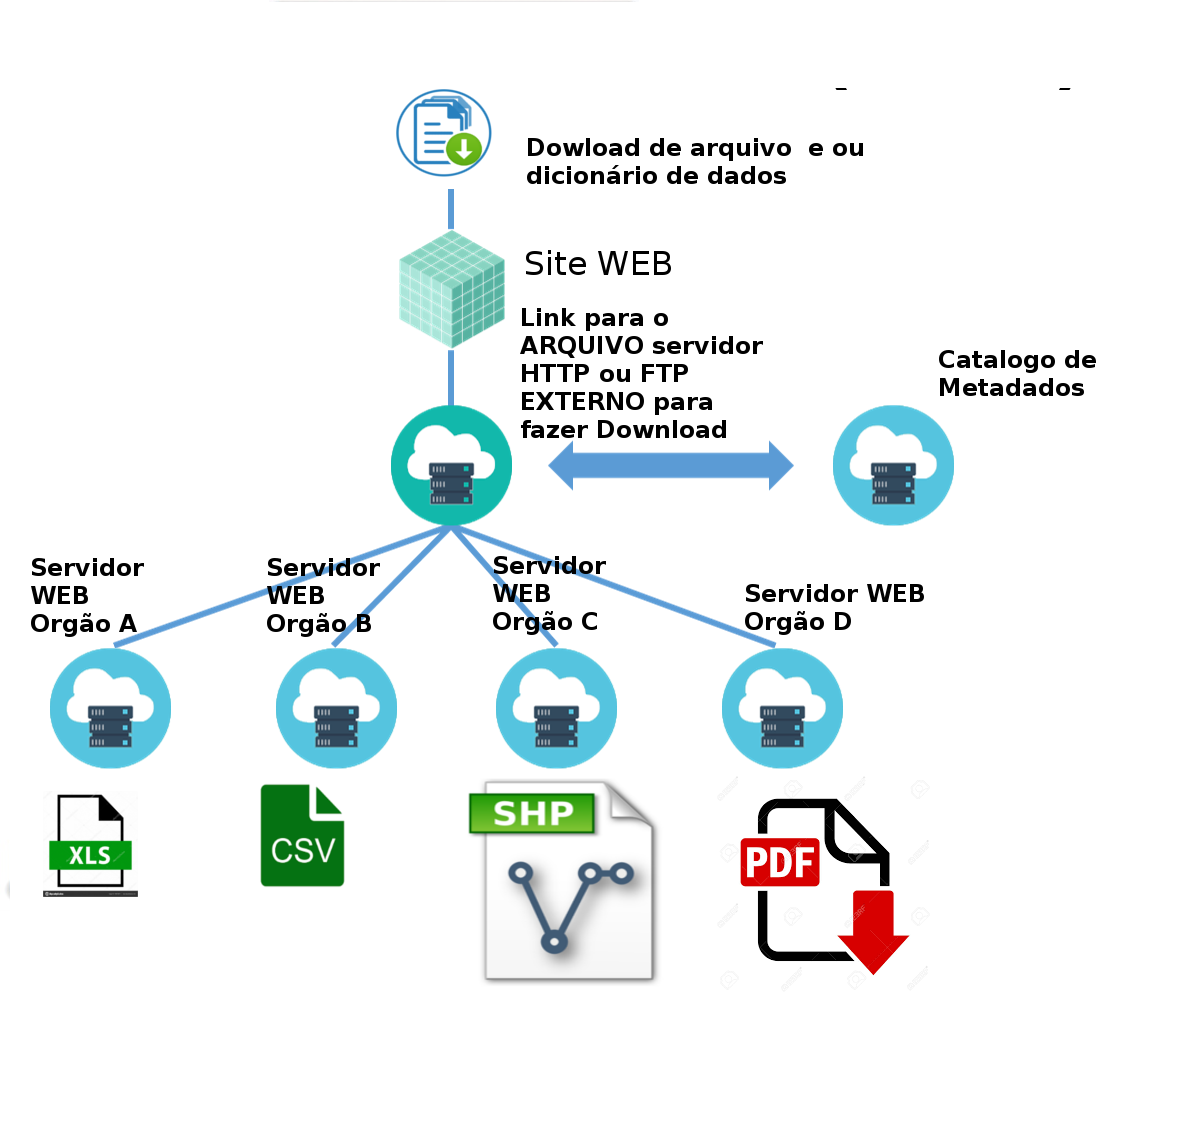 Dowload de arquivo  e ou
dicionário de dados
Site WEB
Link para o
ARQUIVO servidor
HTTP ou FTP
EXTERNO para
fazer Download
Catalogo de
Metadados
Servidor
WEB
Orgão A
Servidor
WEB
Orgão B
Servidor
WEB
Orgão C
Servidor WEB
Orgão D
XLS
CSV
SHP
PDF